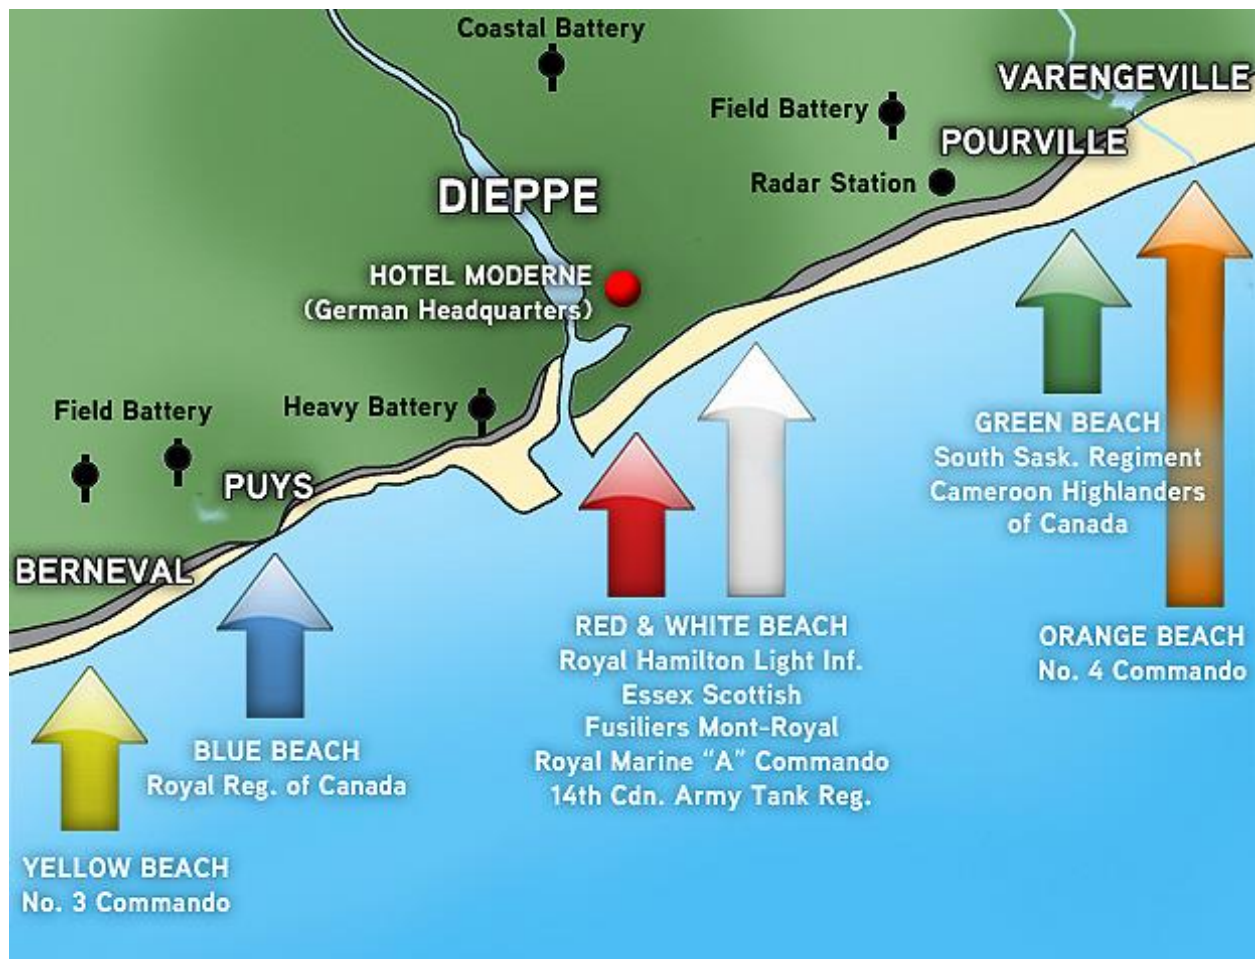 Coastal Battery
VARENGEVILLE
Field Battery
POURVILLE
Radar Station
DIEPPE
HOTEL MODERNE
(German Headquarters)
Heavy Battery
Field Battery
PUYS
BERNEVAL
GREEN BEACH
South Sask. Regiment
Cameroon Highlanders
of Canada
RED & WHITE BEACH
Royal Hamilton Light Inf.
Essex Scottish
Fusiliers Mont-Royal
Royal Marine “A” Commando
14th Cdn. Army Tank Reg.
ORANGE BEACH
No. 4 Commando
BLUE BEACH
Royal Reg. of Canada
YELLOW BEACH
No. 3 Commando